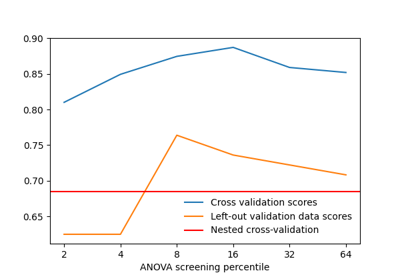 0.90
0.85
0.80
0.75
0.70
0.65
Cross validation scores
Left-out validation data scores
Nested cross-validation
2 4 8 16 32 64
ANOVA screening percentile